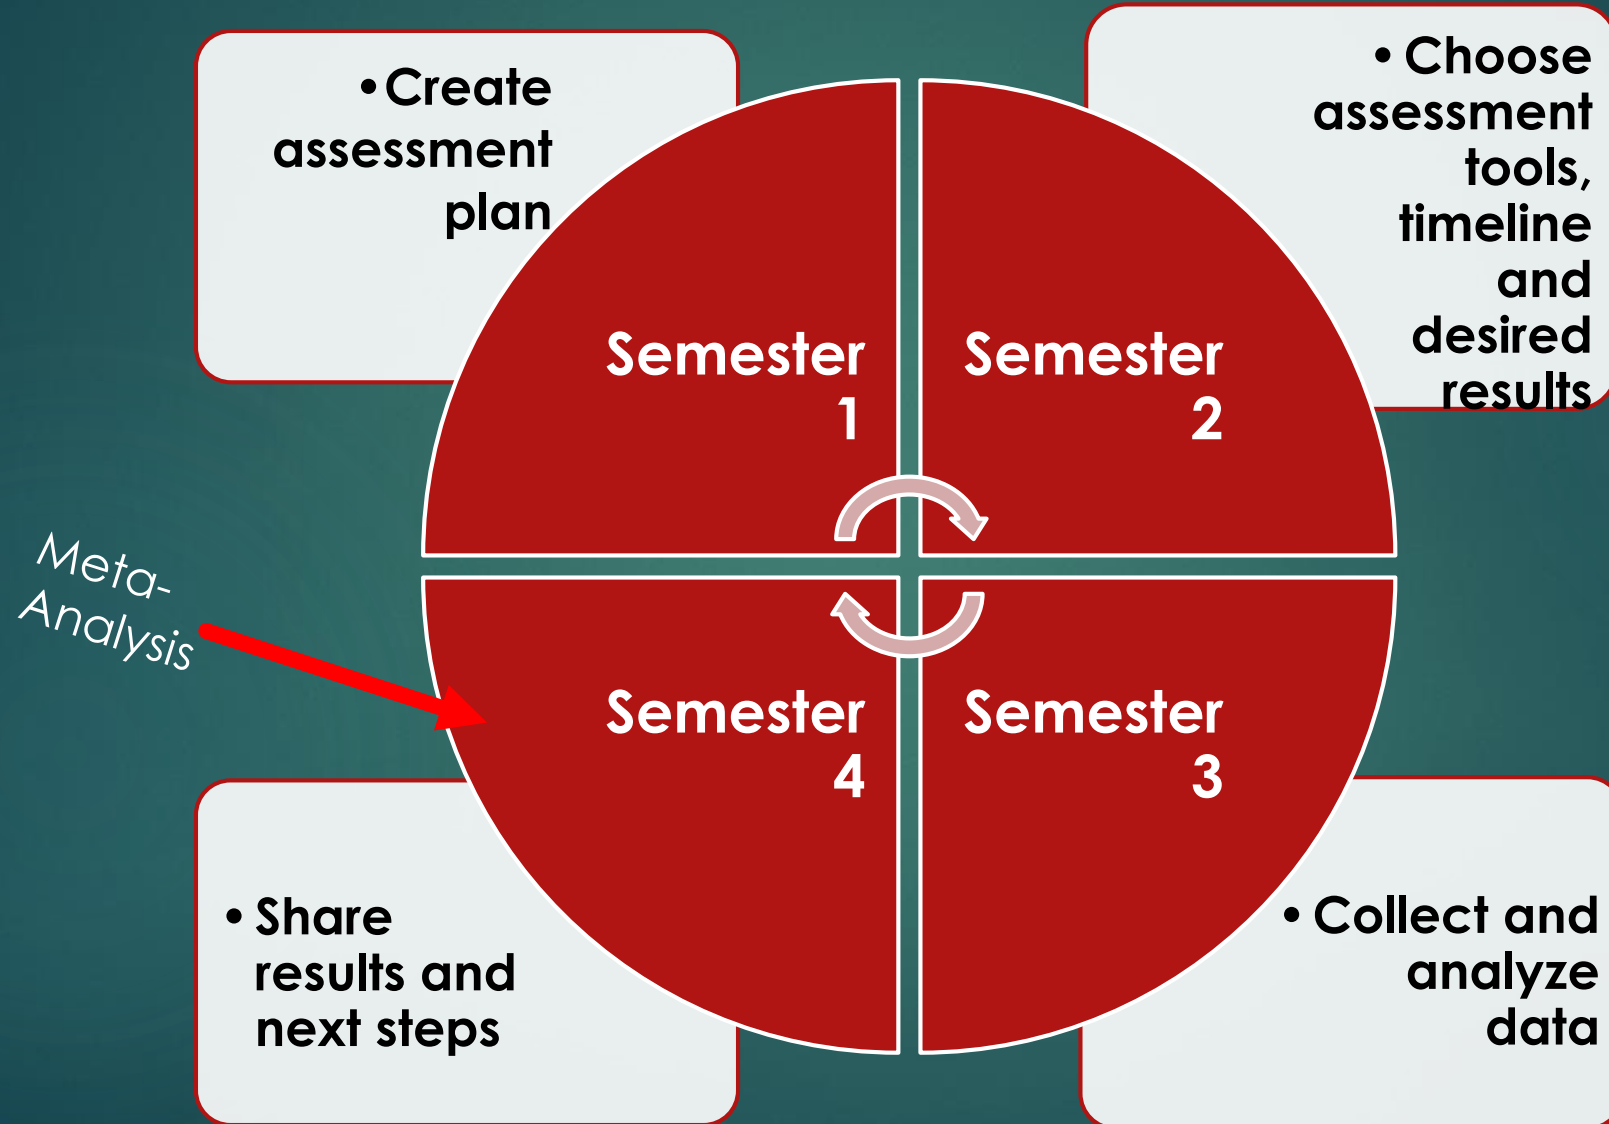 •Create
assessment
plan
• Choose
assessment
tools,
timeline
and
desired
results
Semester
1
Semester
2
Meta-
Analysis
Semester
4
Semester
3
• Share
results and
next steps
• Collect and
analyze
data